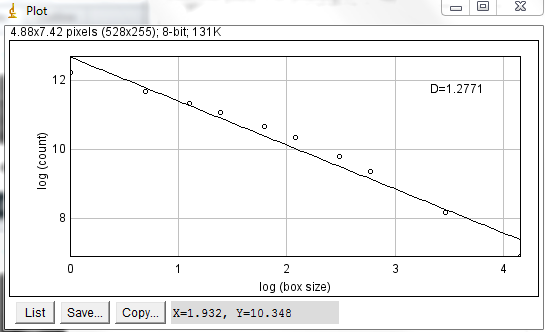 Plot
4.88x7.42 pixels (528x255); 8-bit; 131K
12
D=1.2771
10
log (count)
8
0 1 2 3 4
log (box size)
List Save... Copy... X=1.932, Y=10.348